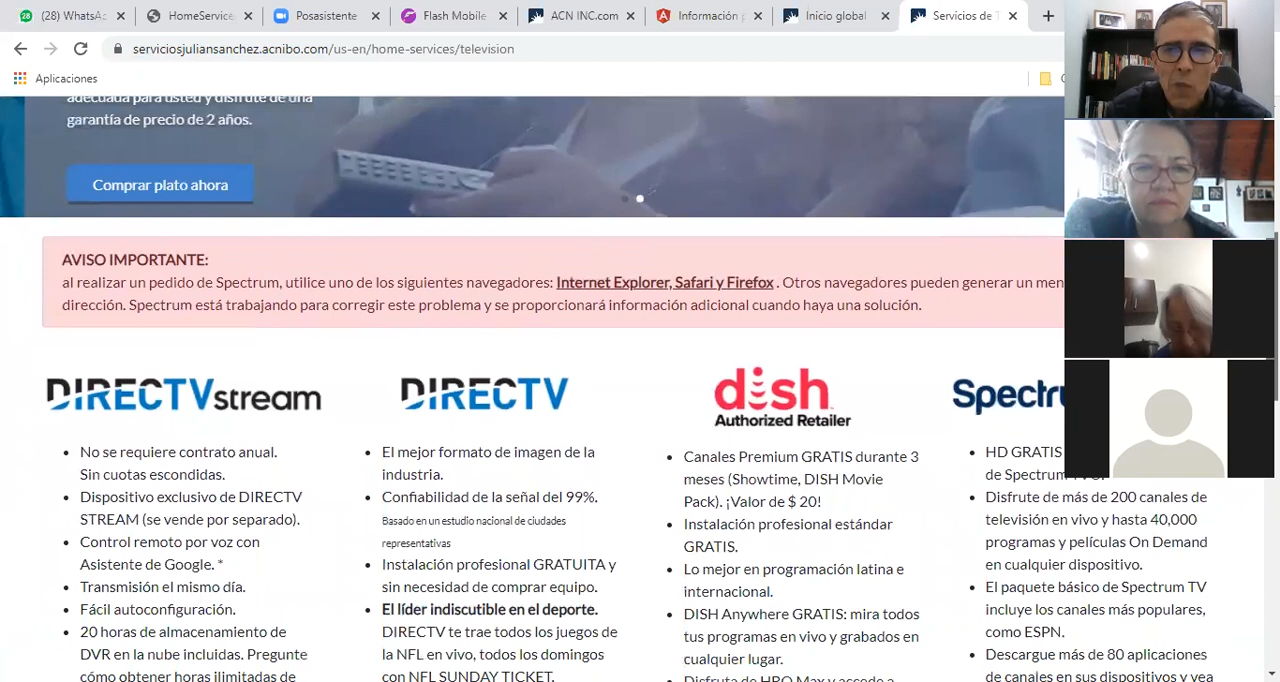 (28) WhatsAp
HomeService
Posasistente
Flash Mobile
ACN INC.com
Información p
Inicio global
Servicios de T
serviciosjuliansanchez.acnibo.com/us-en/home-services/television
Aplicaciones
adecuada para usted y disfrute de una
garantía de precio de 2 años.
Comprar plato ahora
AVISO IMPORTANTE:
al realizar un pedido de Spectrum, utilice uno de los siguientes navegadores: Internet Explorer, Safari y Firefox . Otros navegadores pueden generar un men
dirección. Spectrum está trabajando para corregir este problema y se proporcionará información adicional cuando haya una solución.
DIRECTV stream
No se requiere contrato anual.
Sin cuotas escondidas.
Dispositivo exclusivo de DIRECTV
STREAM (se vende por separado).
Control remoto por voz con
Asistente de Google. *
Transmisión el mismo día.
Fácil autoconfiguración.
20 horas de almacenamiento de
DVR en la nube incluidas. Pregunte
cómo obtener horas ilimitadas de
DIRECTV
El mejor formato de imagen de la
industria.
Confiabilidad de la señal del 99%.
Basado en un estudio nacional de ciudades
representativas
Instalación profesional GRATUITA y
sin necesidad de comprar equipo.
El líder indiscutible en el deporte.
DIRECTV te trae todos los juegos de
la NFL en vivo, todos los domingos
con NFL SUNDAY TICKET.
dish
Authorized Retailer
Canales Premium GRATIS durante 3
meses (Showtime, DISH Movie
Pack). ¡Valor de $ 20!
Instalación profesional estándar
GRATIS.
Lo mejor en programación latina e
internacional.
DISH Anywhere GRATIS: mira todos
tus programas en vivo y grabados en
cualquier lugar.
Disfruta de HBO Max y accede a
Spectru
HD GRATIS
de Spectrum
Disfrute de más de 200 canales de
televisión en vivo y hasta 40,000
programas y películas On Demand
en cualquier dispositivo.
El paquete básico de Spectrum TV
incluye los canales más populares,
como ESPN.
Descargue más de 80 aplicaciones
de canales en sus dispositivos y vea